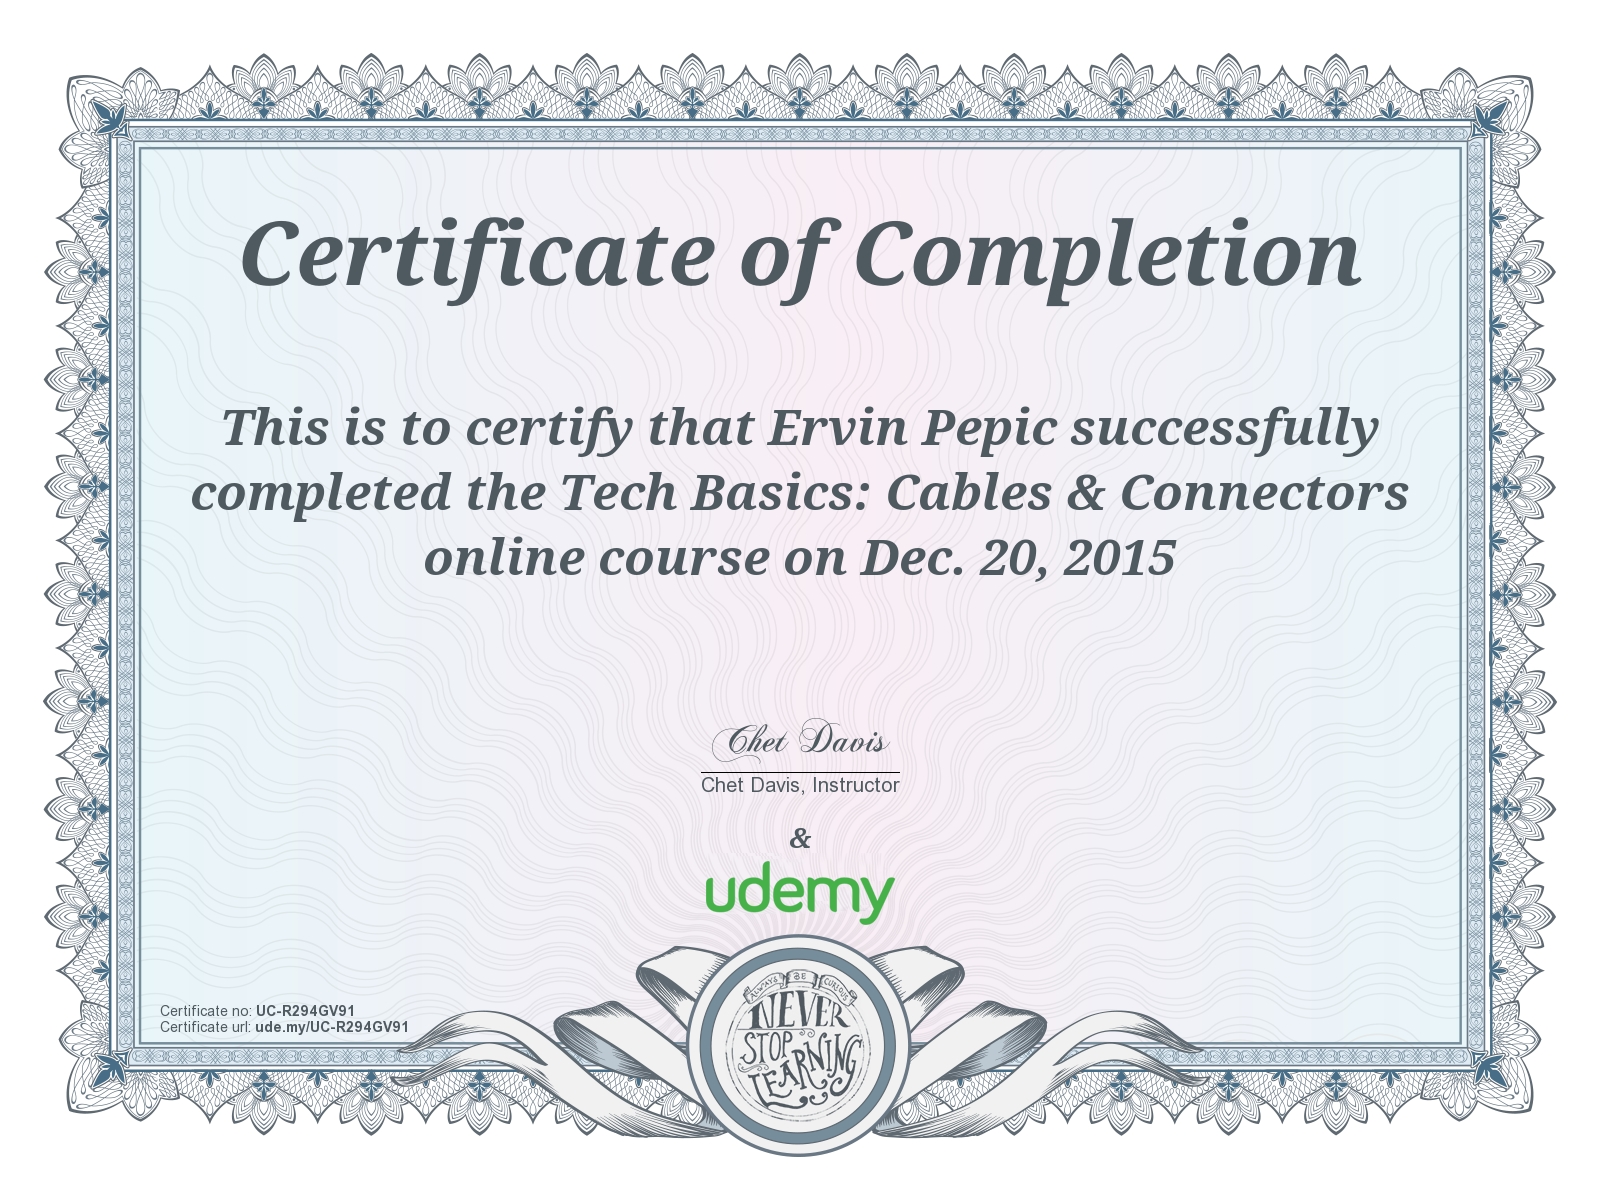 Certificate of Completion
This is to certify that Ervin Pepic successfully
completed the Tech Basics: Cables & Connectors
online course on Dec. 20, 2015
Chet Davis
Chet Davis, Instructor
&
udemy
Certificate no: UC-R294GV91
Certificate url: ude.my/UC-R294GV91
ALWAYS BE CURIOUS
NEVER
STOP
LEARNING